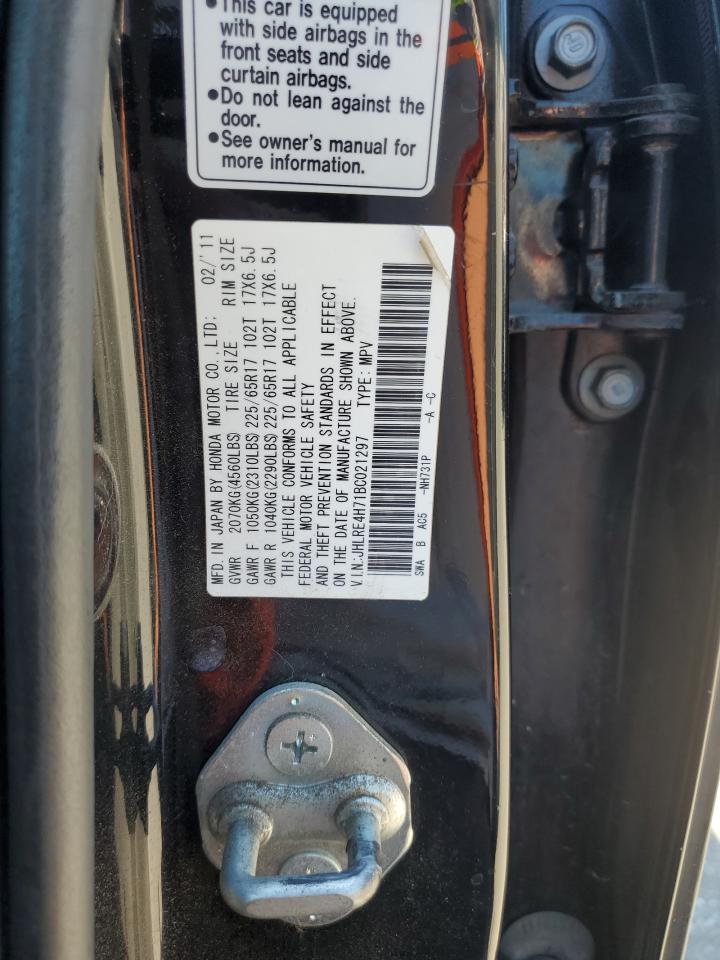 •This car is equipped
with side airbags in the
front seats and side
curtain airbags.
•Do not lean against the
door.
•See owner's manual for
more information.
MFD. IN JAPAN BY HONDA MOTOR CO., LTD: 02/'11
GVWR 2070KG(4560LBS) TIRE SIZE RIM SIZE
GAWR F 1050KG(2310LBS) 225/65R17 102T 17X6.5J
GAWR R 1040KG(2290LBS) 225/65R17 102T 17X6.5J
THIS VEHICLE CONFORMS TO ALL APPLICABLE
FEDERAL MOTOR VEHICLE SAFETY
AND THEFT PREVENTION STANDARDS IN EFFECT
ON THE DATE OF MANUFACTURE SHOWN ABOVE.
V.I.N:JHLRE4H71BC021297 TYPE: MPV
SWA B AC5 -NH731P -A -C